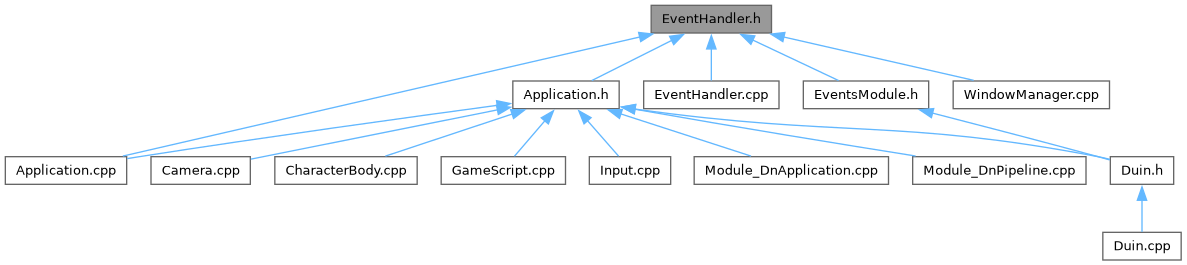 EventHandler.h
Application.h
EventHandler.cpp
EventsModule.h
WindowManager.cpp
Application.cpp
Camera.cpp
CharacterBody.cpp
GameScript.cpp
Input.cpp
Module_DnApplication.cpp
Module_DnPipeline.cpp
Duin.h
Duin.cpp